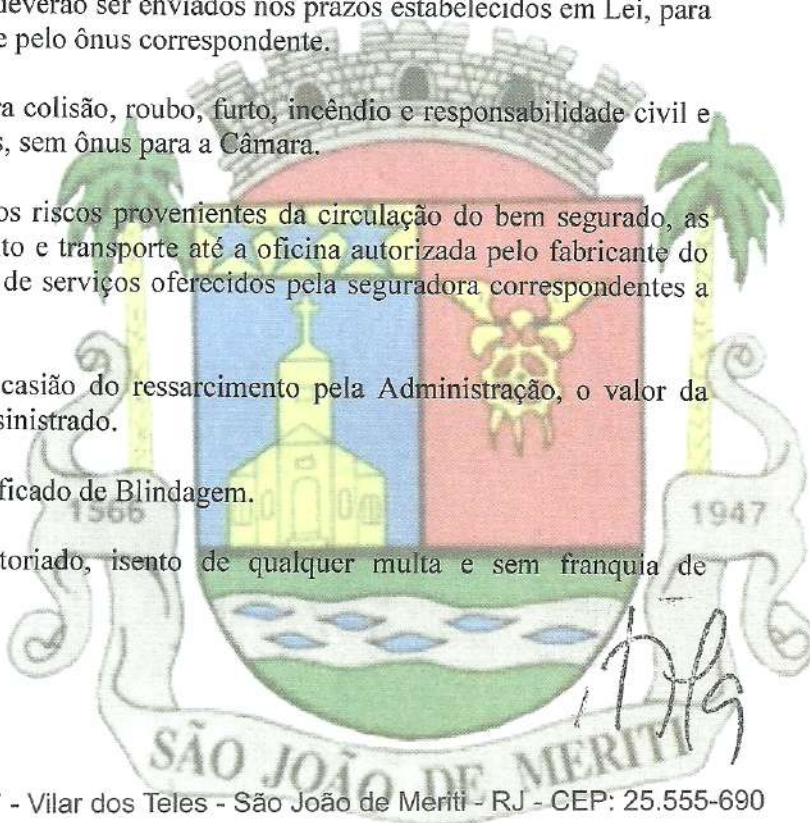 deverão ser enviados nos prazos estabelecidos em Lei, para
e pelo ônus correspondente.
ra colisão, roubo, furto, incêndio e responsabilidade civil e
s, sem ônus para a Câmara.
os riscos provenientes da circulação do bem segurado, as
to e transporte até a oficina autorizada pelo fabricante do
de serviços oferecidos pela seguradora correspondentes a
casião do ressarcimento pela Administração, o valor da
sinistrado.
ficado de Blindagem.
1566
1947
toriado, isento de qualquer multa e sem franquia de
SÃO JOÃO DE MERITI
- Vilar dos Teles - São João de Meriti - RJ - CEP: 25.555-690